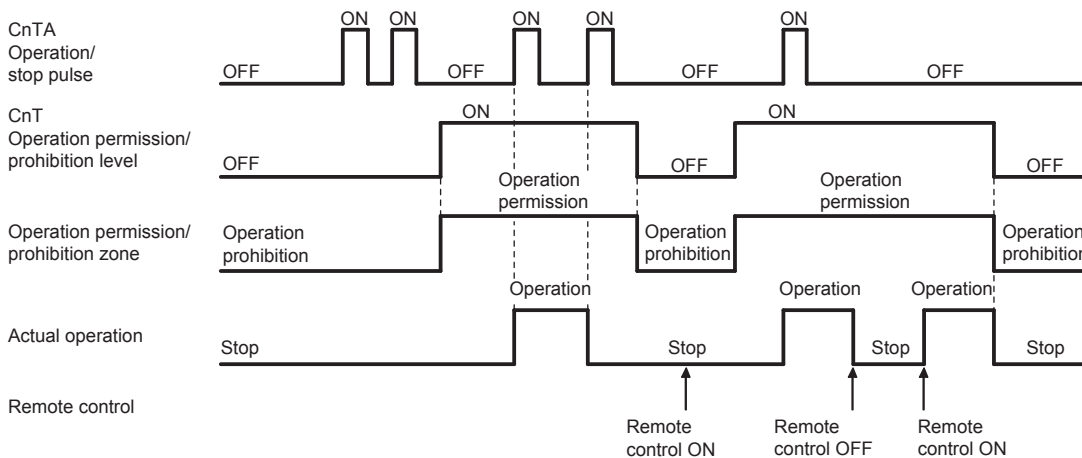 CnTA
Operation/
stop pulse
ON ON ON ON ON
OFF OFF OFF OFF
CnT
Operation permission/
prohibition level
ON ON
OFF OFF OFF
Operation permission/
prohibition zone
Operation
permission
Operation
permission
Operation
prohibition
Operation
prohibition
Operation
prohibition
Actual operation
Operation Operation Operation
Stop Stop Stop Stop
Remote control
Remote
control ON
Remote
control OFF
Remote
control ON